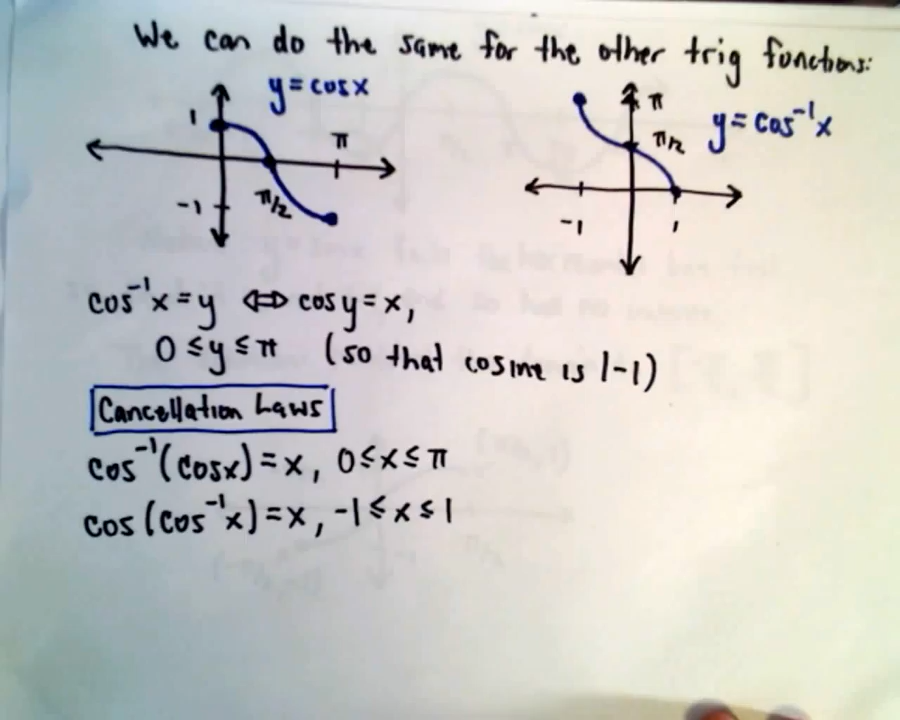 We can do the same for the other trig functions:
y = cos x
1
π
-1
π/2
y = cos⁻¹x
π
π/2
-1
1
cos⁻¹x = y ⟺ cos y = x,
0 ≤ y ≤ π (so that cosine is 1-1)
Cancellation Laws
cos⁻¹(cos x) = x, 0 ≤ x ≤ π
cos(cos⁻¹x) = x, -1 ≤ x ≤ 1